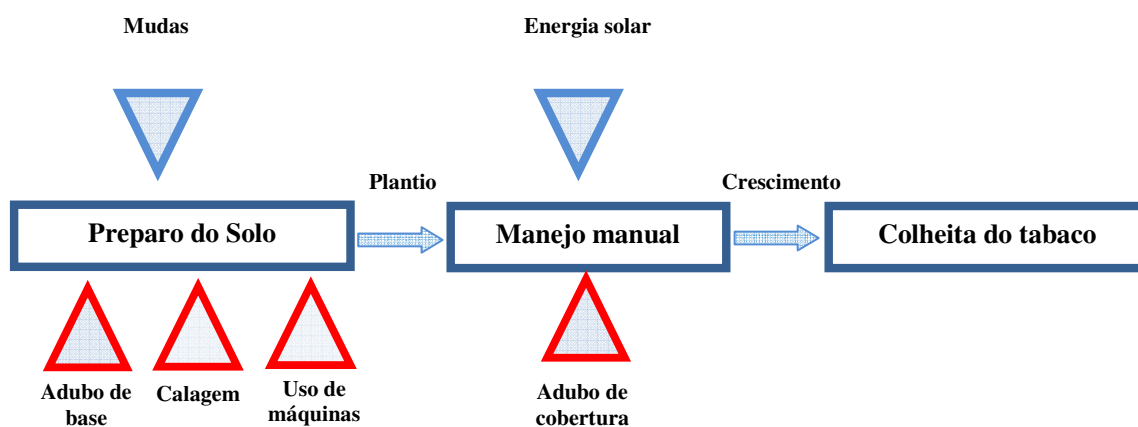 Mudas
Energia solar
Plantio
Crescimento
Preparo do Solo
Manejo manual
Colheita do tabaco
Adubo de
base
Calagem
Uso de
máquinas
Adubo de
cobertura